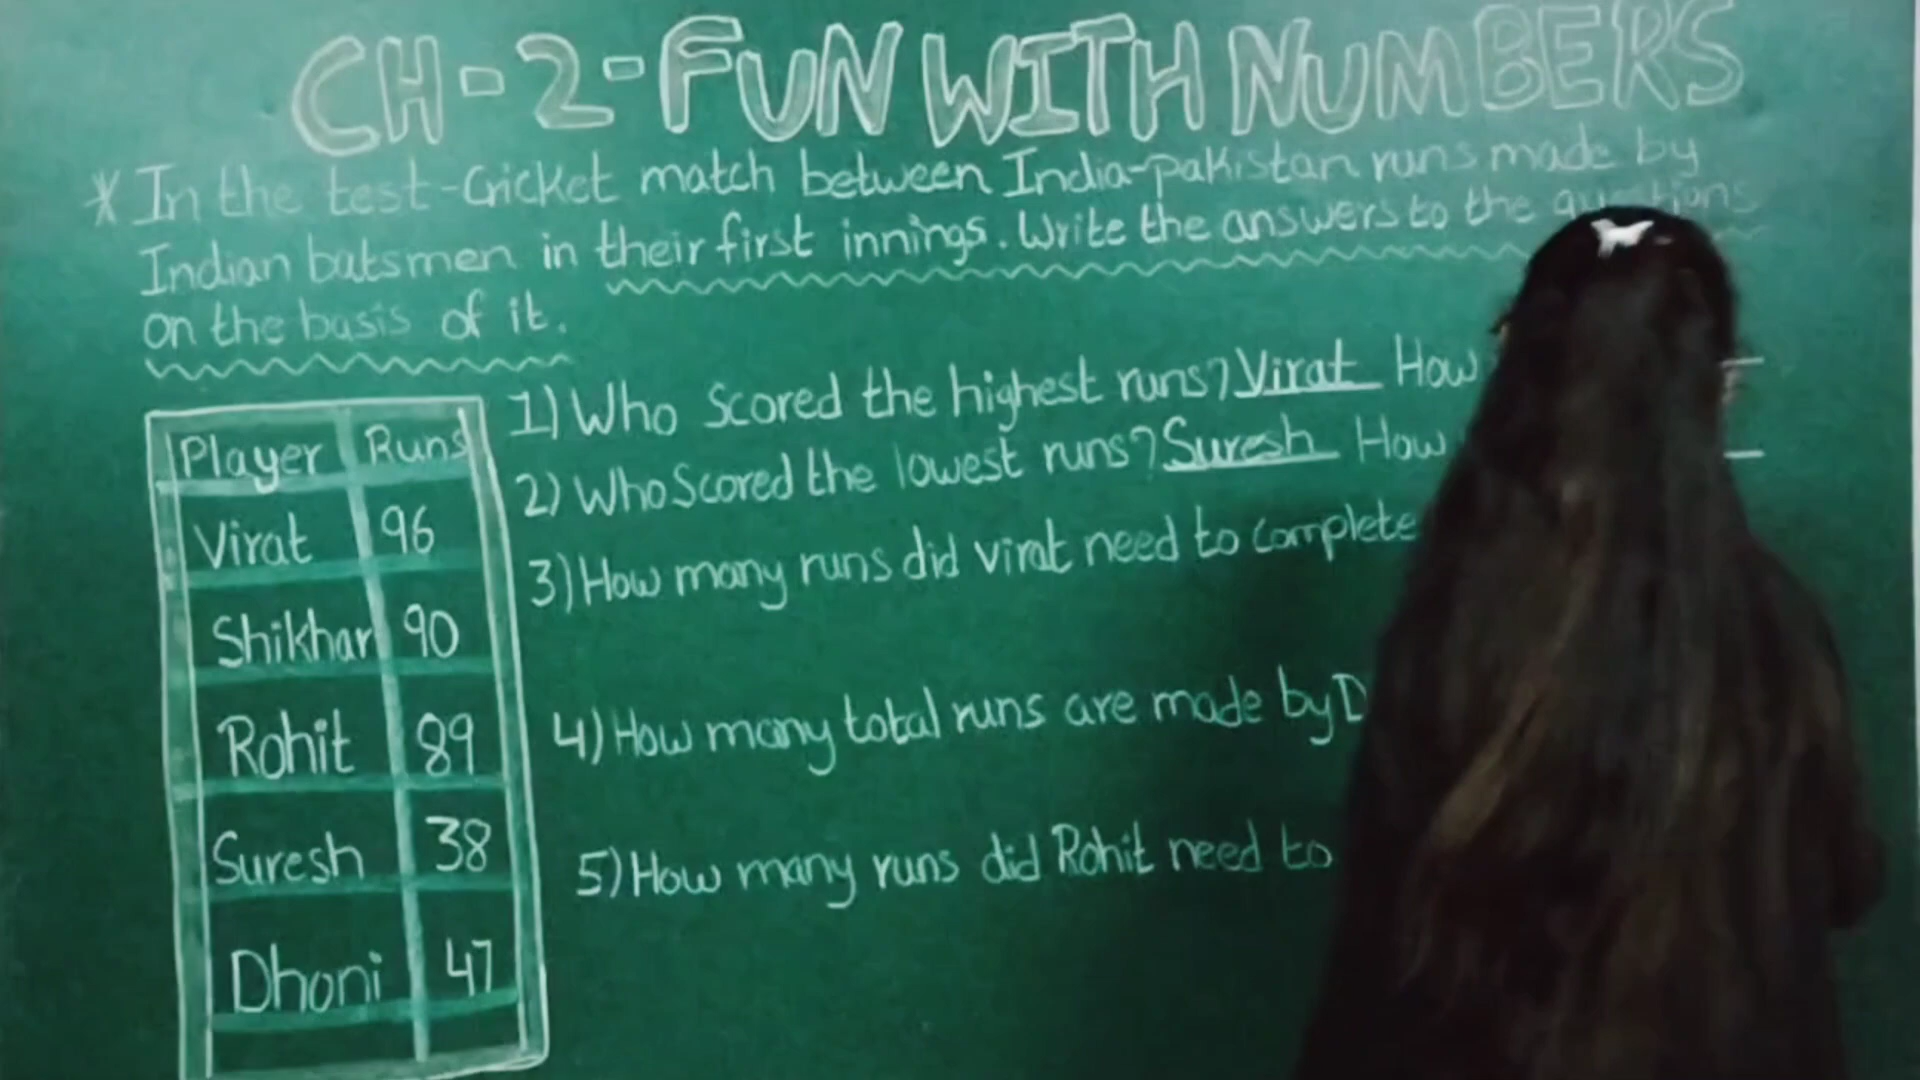 CH-2-FUN WITH NUMBERS
* In the test-cricket match between India-pakistan runs made by
Indian batsmen in their first innings. Write the answers to the
on the basis of it.
Player Runs
Virat 96
Shikhar 90
Rohit 89
Suresh 38
Dhoni 47
1) Who Scored the highest runs? Virat How
2) Who Scored the lowest runs? Suresh How
3) How many runs did virat need to complete
4) How many total runs are made by D
5) How many runs did Rohit need to